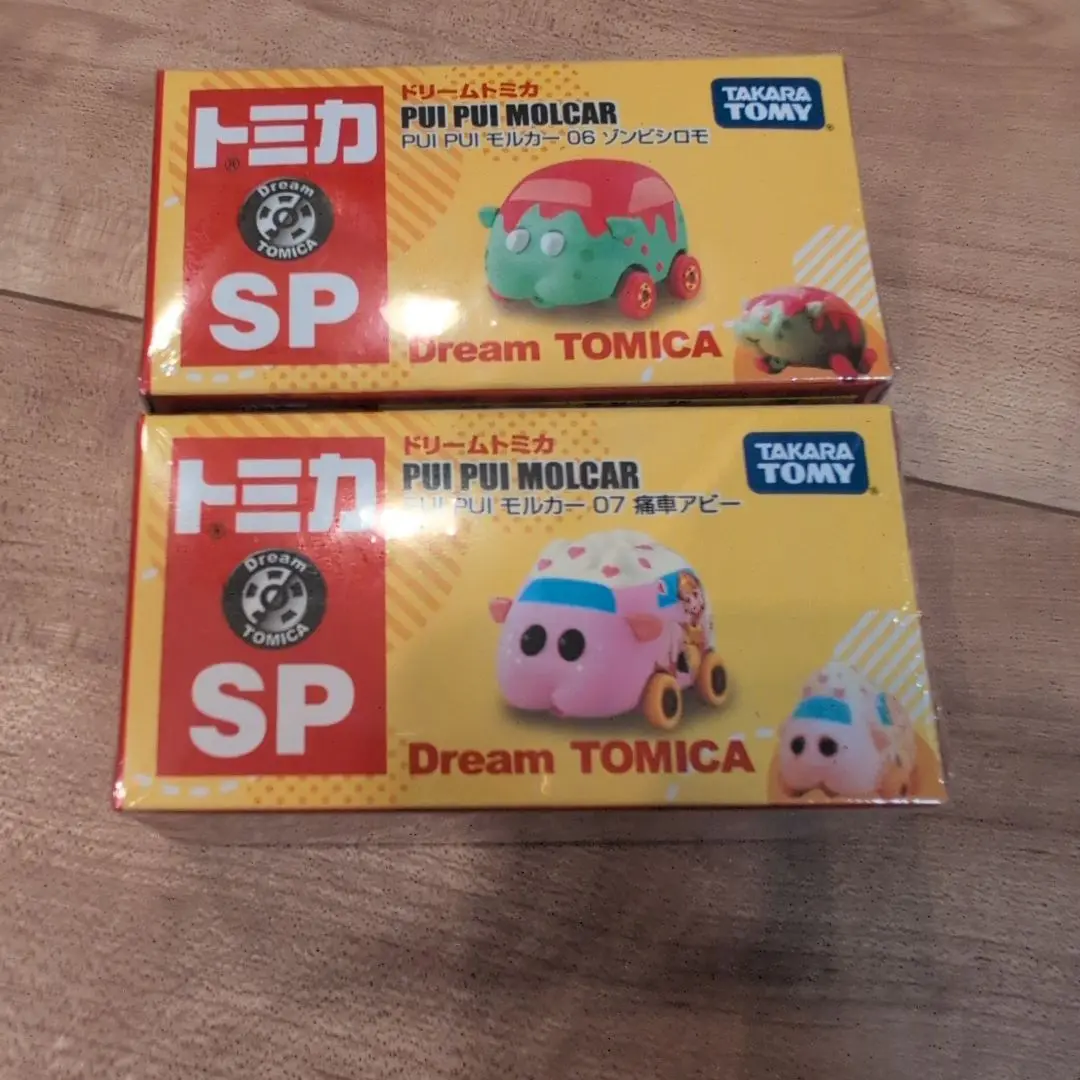 トミカ
®
Dream
TOMICA
SP
ドリームトミカ
PUI PUI MOLCAR
PUI PUI モルカー 06 ゾンビシロモ
TAKARA
TOMY®
Dream TOMICA
トミカ
®
Dream
TOMICA
SP
ドリームトミカ
PUI PUI MOLCAR
PUI PUI モルカー 07 痛車アビー
TAKARA
TOMY®
Dream TOMICA